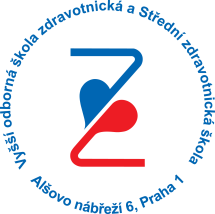 Vyšší odborná škola zdravotnická a Střední zdravotnická škola
Alšovo nábřeží 6, Praha 1